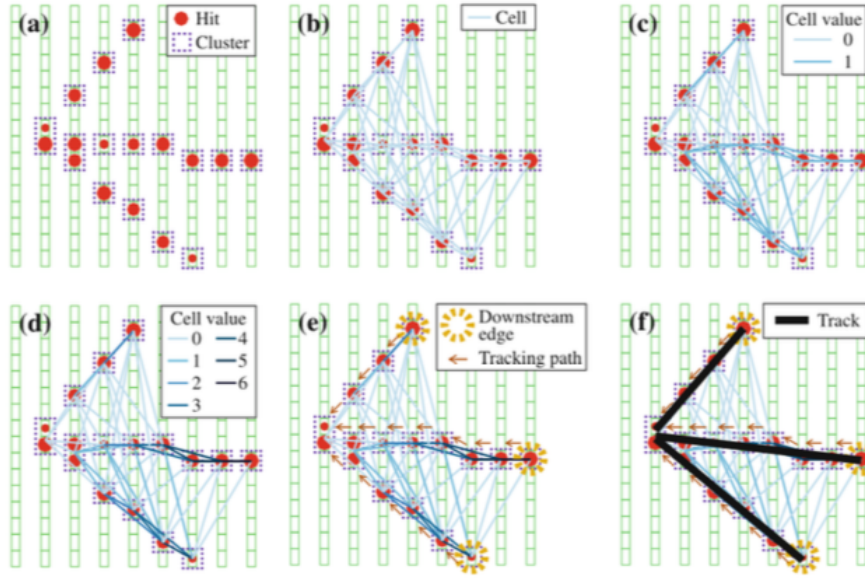 (a)
Hit
Cluster
(b)
Cell
(c)
Cell value
0
1
(d)
Cell value
0 4
1 5
2 6
3
(e)
Downstream
edge
Tracking path
(f)
Track